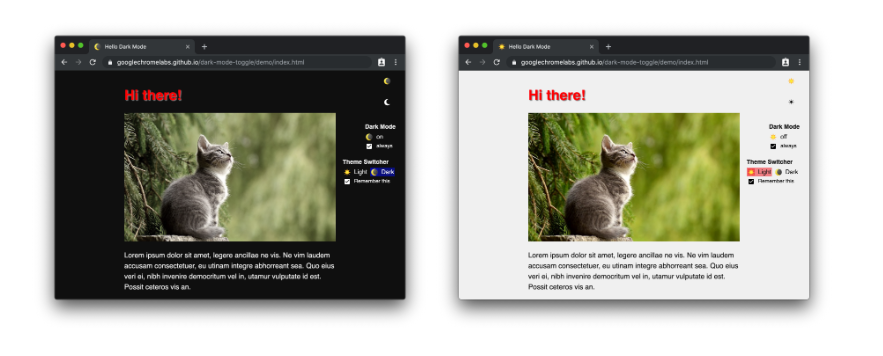 Hello Dark Mode
googlechromelabs.github.io/dark-mode-toggle/demo/index.html
Hi there!
Dark Mode
on
always
Theme Switcher
Light Dark
Remember this
Lorem ipsum dolor sit amet, legere ancillae ne vis. Ne vim laudem
accusam consectetuer, eu utinam integre abhorreant sea. Quo eius
veri ei, nibh invenire democritum vel in, utamur vulputate id est.
Possit ceteros vis an.
Hello Dark Mode
googlechromelabs.github.io/dark-mode-toggle/demo/index.html
Hi there!
Dark Mode
off
always
Theme Switcher
Light Dark
Remember this
Lorem ipsum dolor sit amet, legere ancillae ne vis. Ne vim laudem
accusam consectetuer, eu utinam integre abhorreant sea. Quo eius
veri ei, nibh invenire democritum vel in, utamur vulputate id est.
Possit ceteros vis an.